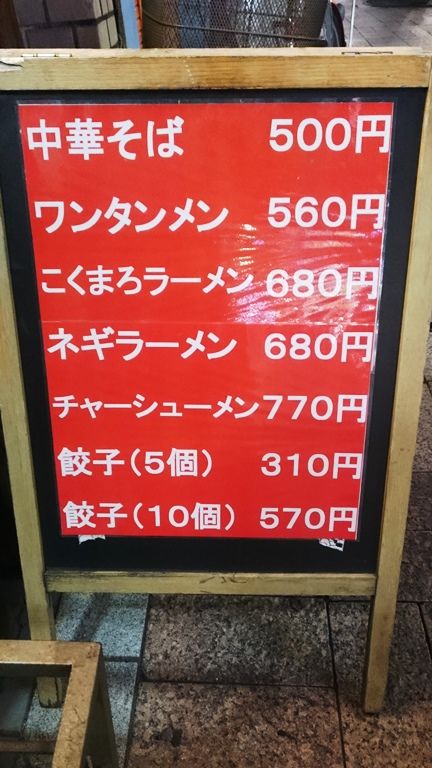 中華そば 500円
ワンタンメン 560円
こくまろラーメン 680円
ネギラーメン 680円
チャーシューメン 770円
餃子(5個) 310円
餃子(10個) 570円